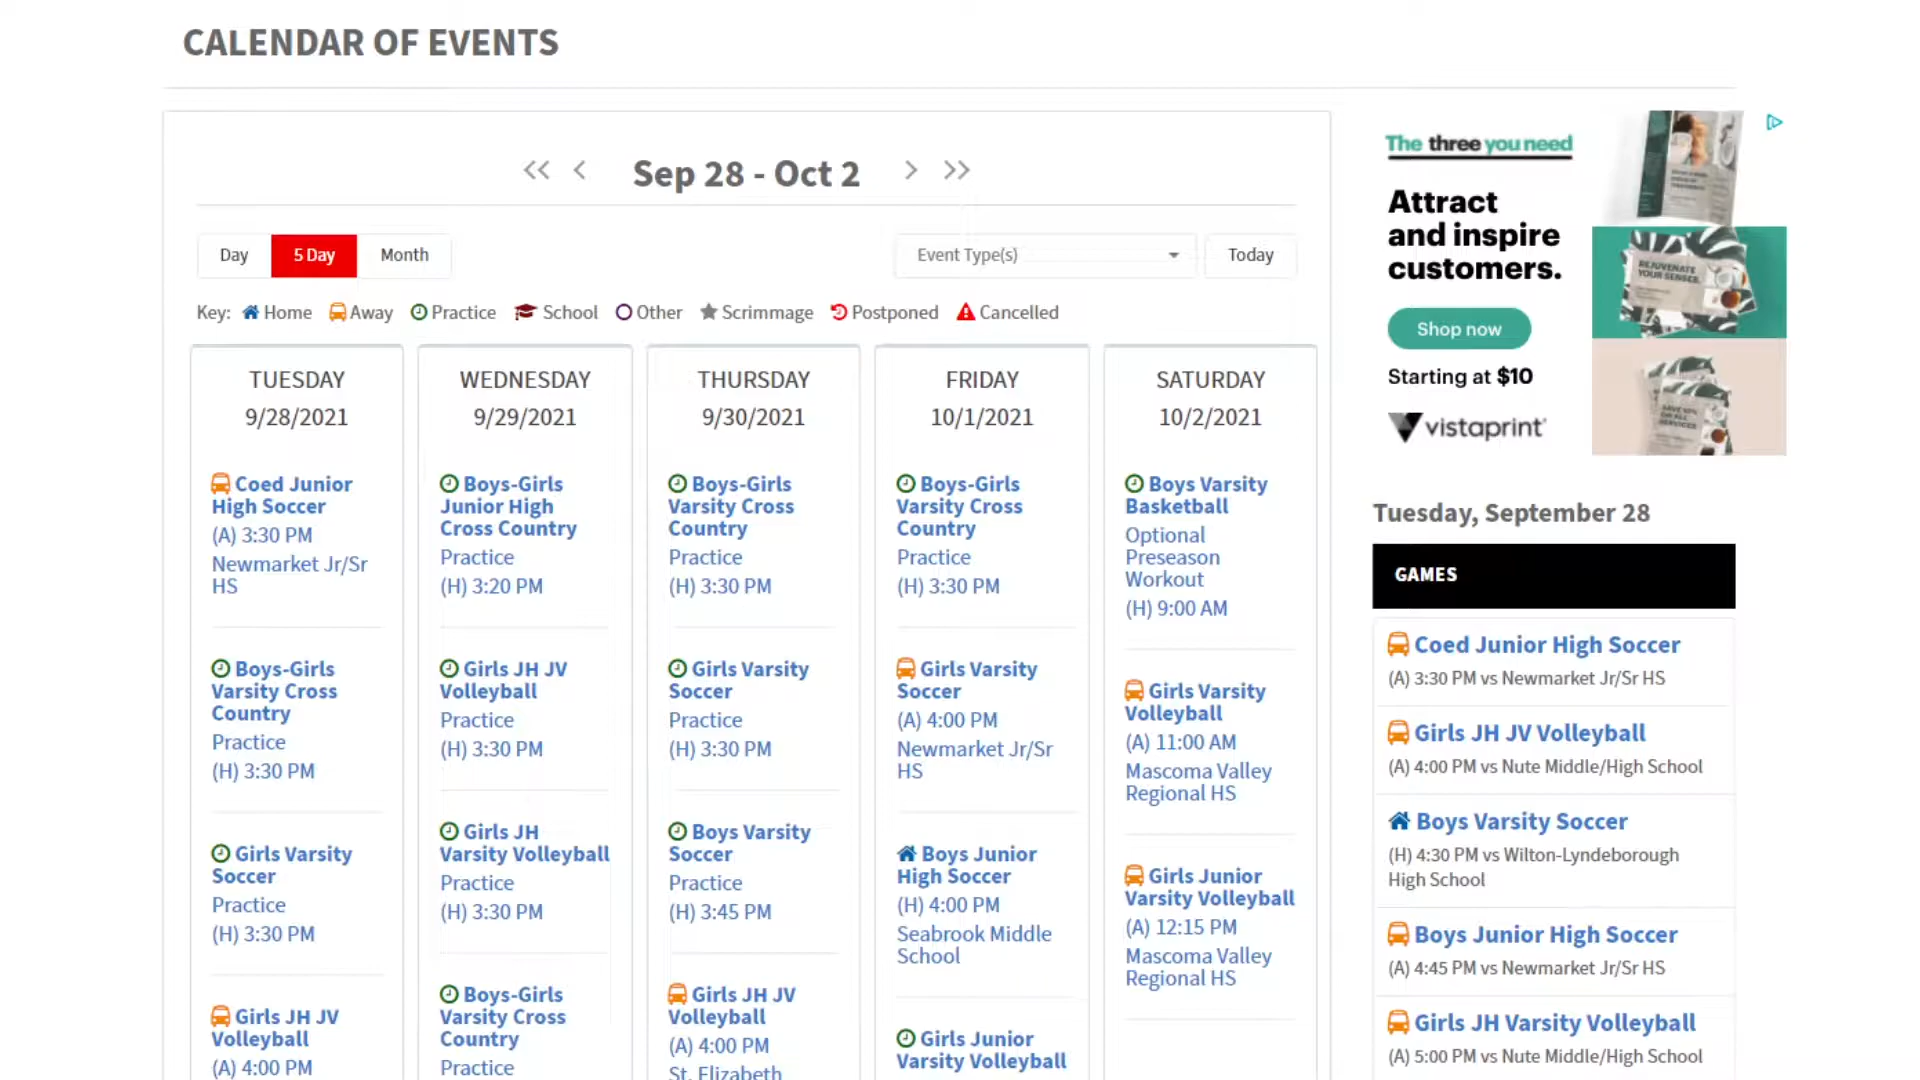 CALENDAR OF EVENTS
Sep 28 - Oct 2
Day
5 Day
Month
Event Type(s)
Today
Key: Home Away Practice School Other Scrimmage Postponed Cancelled
TUESDAY
9/28/2021
Coed Junior
High Soccer
(A) 3:30 PM
Newmarket Jr/Sr
HS
Boys-Girls
Varsity Cross
Country
Practice
(H) 3:30 PM
Girls Varsity
Soccer
Practice
(H) 3:30 PM
Girls JH JV
Volleyball
(A) 4:00 PM
WEDNESDAY
9/29/2021
Boys-Girls
Junior High
Cross Country
Practice
(H) 3:20 PM
Girls JH JV
Volleyball
Practice
(H) 3:30 PM
Girls JH
Varsity Volleyball
Practice
(H) 3:30 PM
Boys-Girls
Varsity Cross
Country
Practice
THURSDAY
9/30/2021
Boys-Girls
Varsity Cross
Country
Practice
(H) 3:30 PM
Girls Varsity
Soccer
Practice
(H) 3:30 PM
Boys Varsity
Soccer
Practice
(H) 3:45 PM
Girls JH JV
Volleyball
(A) 4:00 PM
St. Elizabeth
FRIDAY
10/1/2021
Boys-Girls
Varsity Cross
Country
Practice
(H) 3:30 PM
Girls Varsity
Soccer
(A) 4:00 PM
Newmarket Jr/Sr
HS
Boys Junior
High Soccer
(H) 4:00 PM
Seabrook Middle
School
Girls Junior
Varsity Volleyball
SATURDAY
10/2/2021
Boys Varsity
Basketball
Optional
Preseason
Workout
(H) 9:00 AM
Girls Varsity
Volleyball
(A) 11:00 AM
Mascoma Valley
Regional HS
Girls Junior
Varsity Volleyball
(A) 12:15 PM
Mascoma Valley
Regional HS
The three you need
Attract
and inspire
customers.
Shop now
Starting at $10
vistaprint
REJUVENATE
YOUR SENSES
Tuesday, September 28
GAMES
Coed Junior High Soccer
(A) 3:30 PM vs Newmarket Jr/Sr HS
Girls JH JV Volleyball
(A) 4:00 PM vs Nute Middle/High School
Boys Varsity Soccer
(H) 4:30 PM vs Wilton-Lyndeborough
High School
Boys Junior High Soccer
(A) 4:45 PM vs Newmarket Jr/Sr HS
Girls JH Varsity Volleyball
(A) 5:00 PM vs Nute Middle/High School